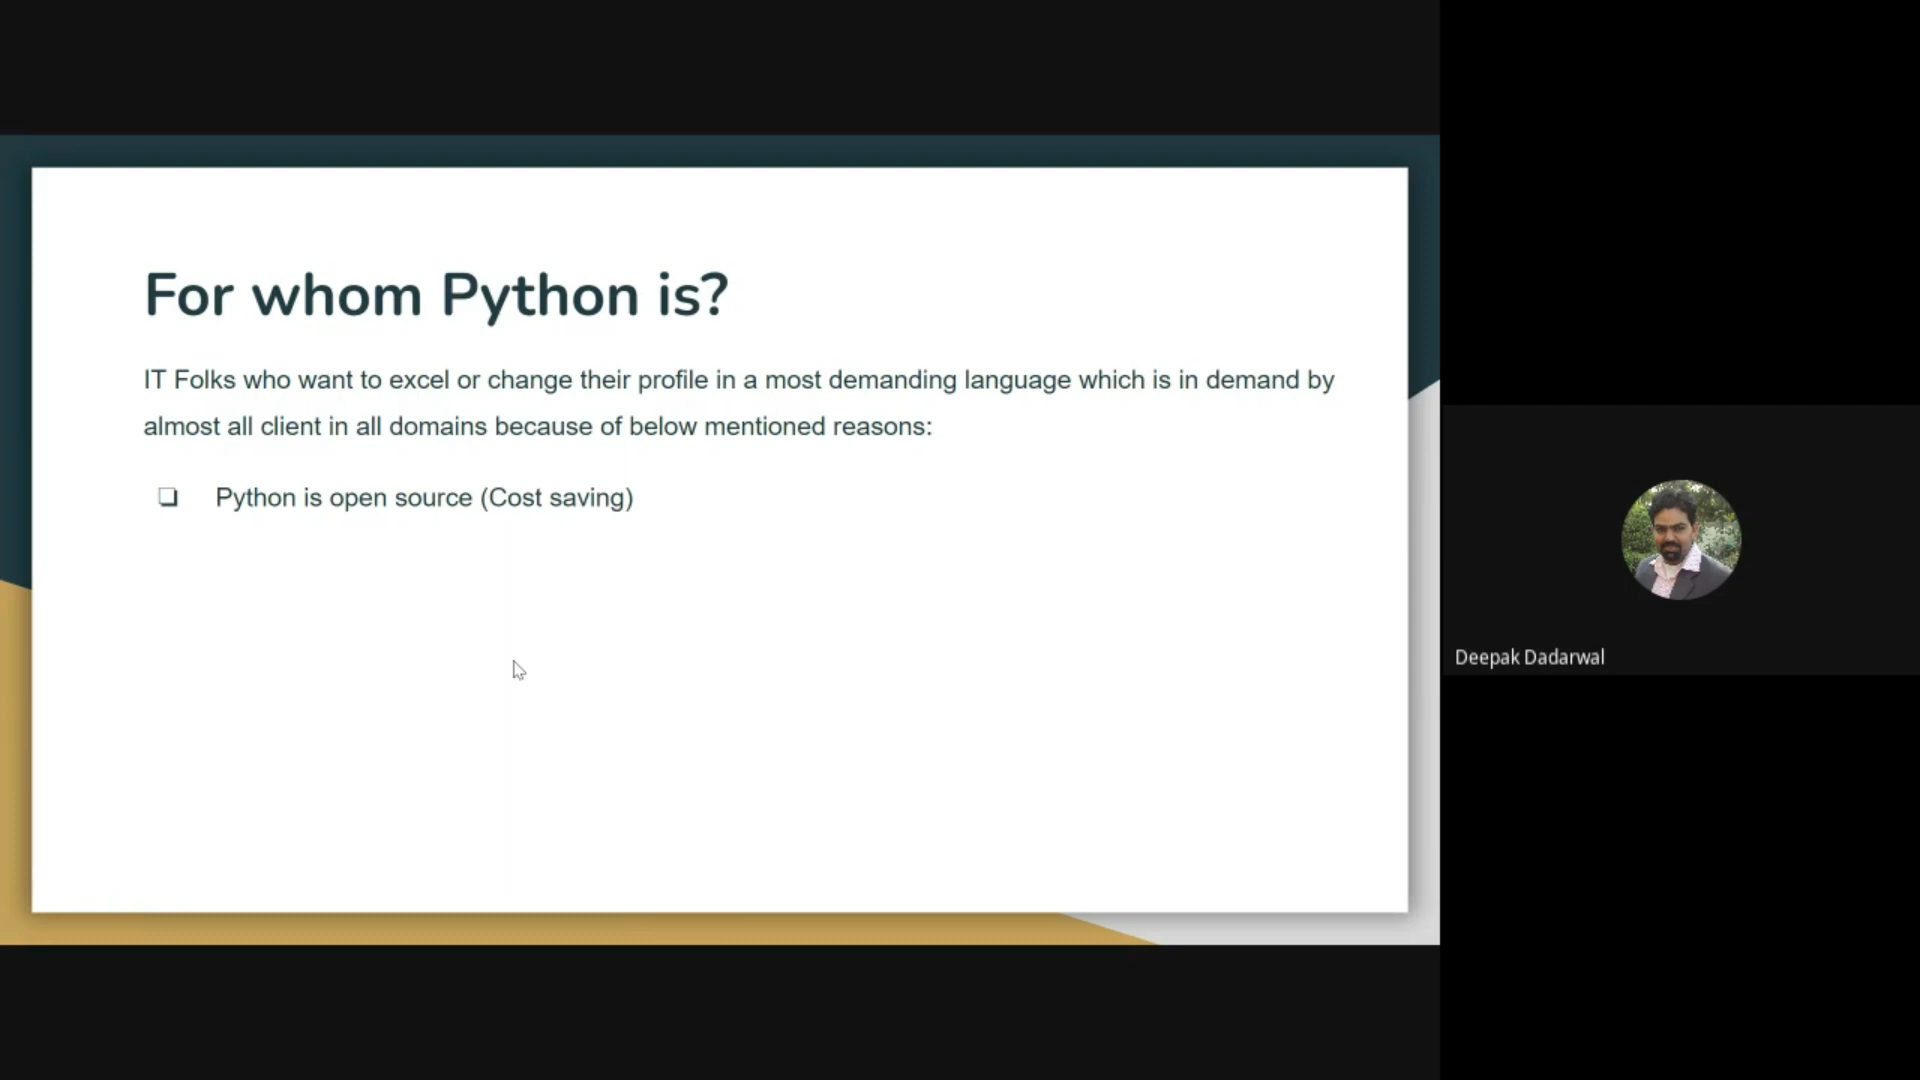 For whom Python is?
IT Folks who want to excel or change their profile in a most demanding language which is in demand by
almost all client in all domains because of below mentioned reasons:
❏ Python is open source (Cost saving)
Deepak Dadarwal